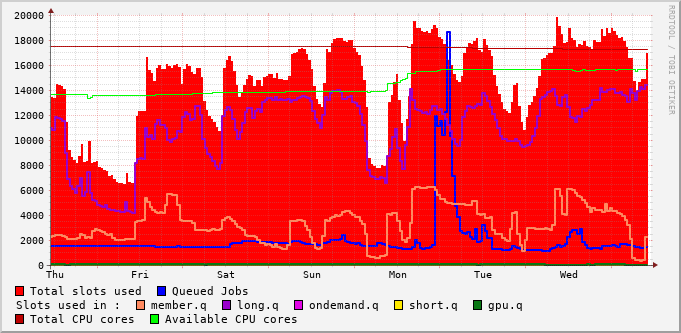 20000
18000
16000
14000
12000
10000
8000
6000
4000
2000
0
Thu Fri Sat Sun Mon Tue Wed
RRDTOOL / TOBI OETIKER
Total slots used Queued Jobs
Slots used in : member.q long.q ondemand.q short.q gpu.q
Total CPU cores Available CPU cores